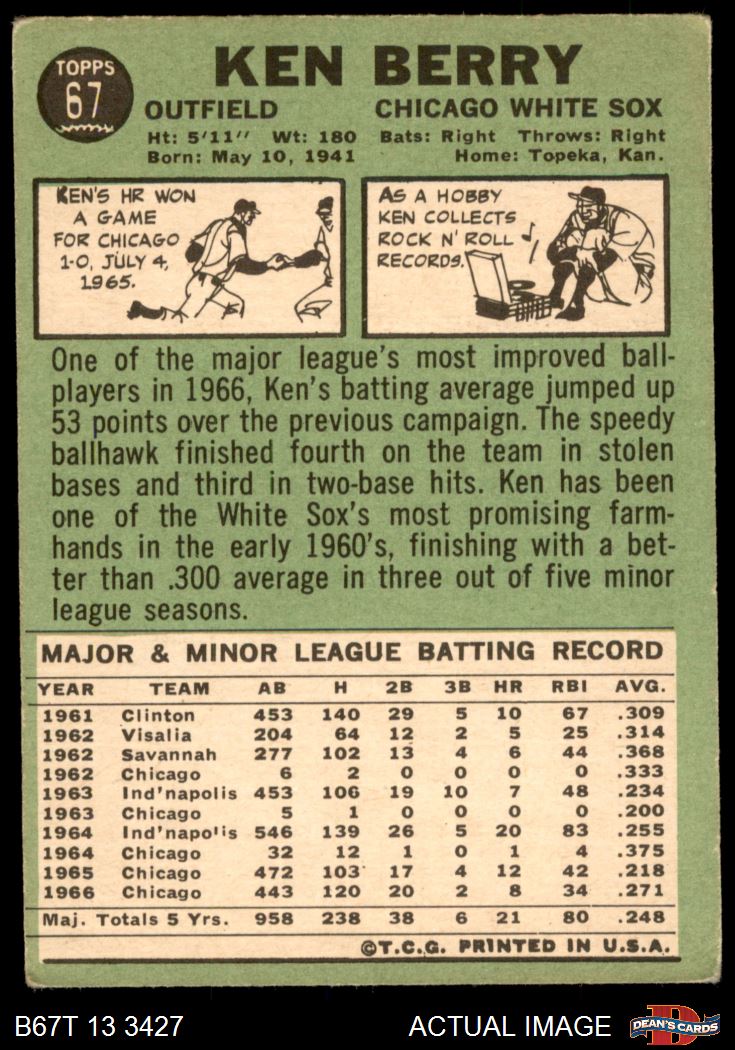 TOPPS
67
KEN BERRY
OUTFIELD CHICAGO WHITE SOX
Ht: 5'11" Wt: 180 Bats: Right Throws: Right
Born: May 10, 1941 Home: Topeka, Kan.
KEN'S HR WON
A GAME
FOR CHICAGO
1-0, JULY 4,
1965.
AS A HOBBY
KEN COLLECTS
ROCK N' ROLL
RECORDS.
One of the major league's most improved ball-
players in 1966, Ken's batting average jumped up
53 points over the previous campaign. The speedy
ballhawk finished fourth on the team in stolen
bases and third in two-base hits. Ken has been
one of the White Sox's most promising farm-
hands in the early 1960's, finishing with a bet-
ter than .300 average in three out of five minor
league seasons.
MAJOR & MINOR LEAGUE BATTING RECORD
YEAR TEAM AB H 2B 3B HR RBI AVG.
1961 Clinton 453 140 29 5 10 67 .309
1962 Visalia 204 64 12 2 5 25 .314
1962 Savannah 277 102 13 4 6 44 .368
1962 Chicago 6 2 0 0 0 0 .333
1963 Ind'napolis 453 106 19 10 7 48 .234
1963 Chicago 5 1 0 0 0 0 .200
1964 Ind'napolis 546 139 26 5 20 83 .255
1964 Chicago 32 12 1 0 1 4 .375
1965 Chicago 472 103 17 4 12 42 .218
1966 Chicago 443 120 20 2 8 34 .271
Maj. Totals 5 Yrs. 958 238 38 6 21 80 .248
©T.C.G. PRINTED IN U.S.A.
B67T 13 3427 ACTUAL IMAGE DEAN'S CARDS